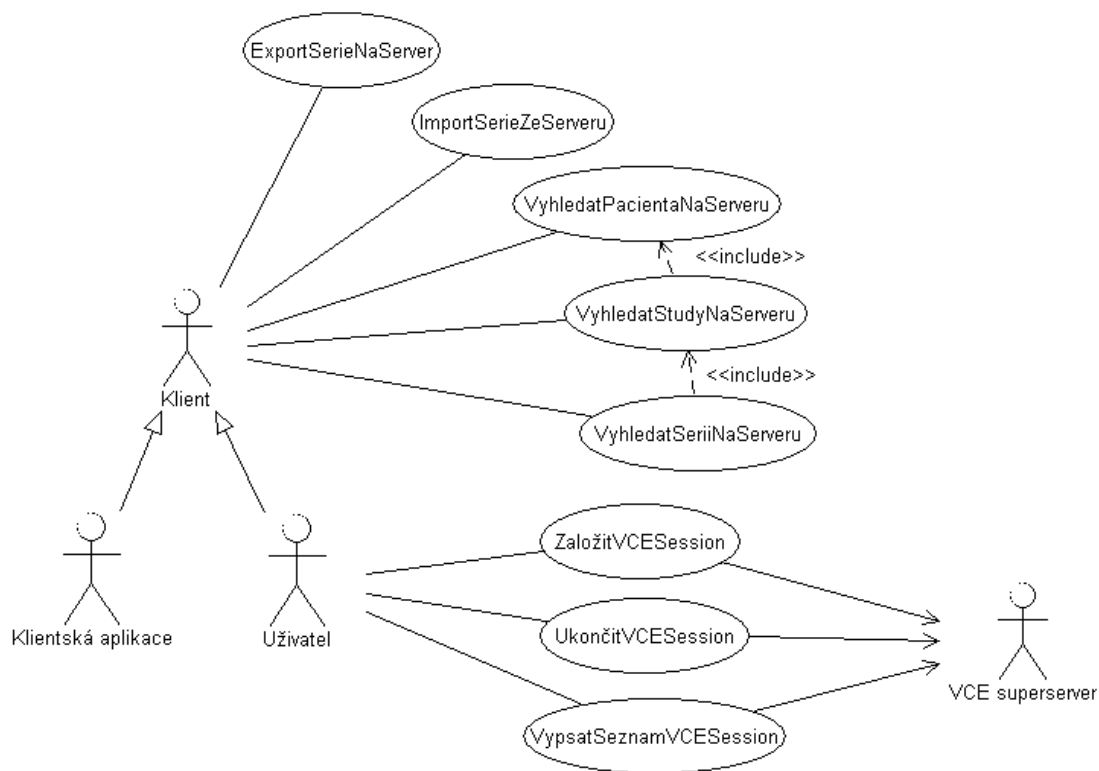 ExportSerieNaServer
ImportSerieZeServeru
VyhledatPacientaNaServeru
<<include>>
VyhledatStudyNaServeru
<<include>>
Klient
VyhledatSeriiNaServeru
ZaložitVCESession
Klientská aplikace
Uživatel
UkončitVCESession
VCE superserver
VypsatSeznamVCESession